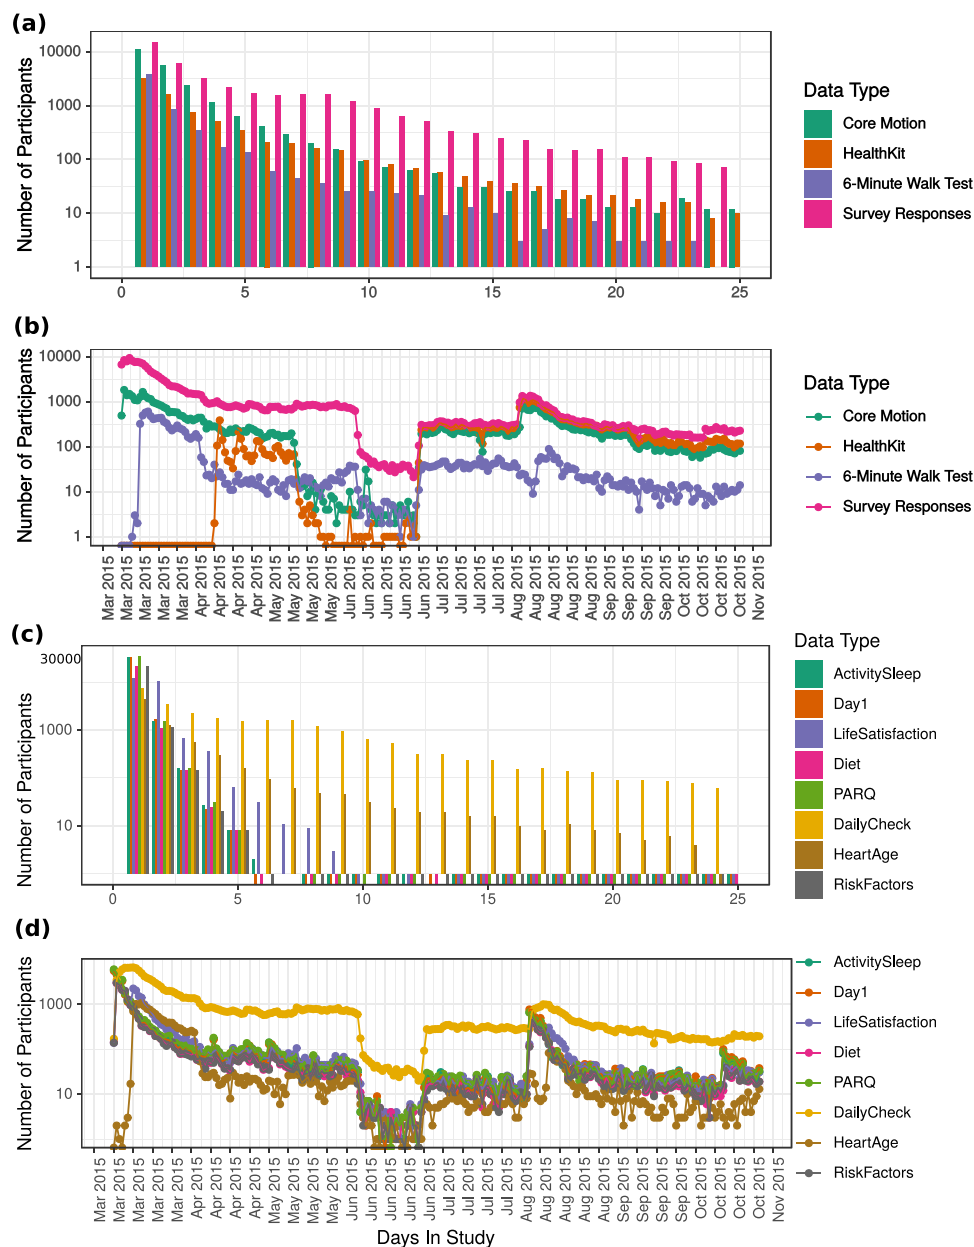 (a)
Number of Participants
10000
1000
100
10
1
0
5
10
15
20
25
Data Type
Core Motion
HealthKit
6-Minute Walk Test
Survey Responses
(b)
Number of Participants
10000
1000
100
10
1
Mar 2015
Mar 2015
Mar 2015
Mar 2015
Apr 2015
Apr 2015
Apr 2015
Apr 2015
May 2015
May 2015
May 2015
May 2015
May 2015
Jun 2015
Jun 2015
Jun 2015
Jun 2015
Jun 2015
Jul 2015
Jul 2015
Jul 2015
Jul 2015
Aug 2015
Aug 2015
Aug 2015
Aug 2015
Sep 2015
Sep 2015
Sep 2015
Sep 2015
Sep 2015
Oct 2015
Oct 2015
Oct 2015
Oct 2015
Nov 2015
Data Type
Core Motion
HealthKit
6-Minute Walk Test
Survey Responses
(c)
Number of Participants
30000
1000
10
0
5
10
15
20
25
Data Type
ActivitySleep
Day1
LifeSatisfaction
Diet
PARQ
DailyCheck
HeartAge
RiskFactors
(d)
Number of Participants
1000
10
Mar 2015
Mar 2015
Mar 2015
Mar 2015
Apr 2015
Apr 2015
Apr 2015
Apr 2015
May 2015
May 2015
May 2015
May 2015
May 2015
Jun 2015
Jun 2015
Jun 2015
Jun 2015
Jul 2015
Jul 2015
Jul 2015
Jul 2015
Aug 2015
Aug 2015
Aug 2015
Aug 2015
Aug 2015
Sep 2015
Sep 2015
Sep 2015
Sep 2015
Oct 2015
Oct 2015
Oct 2015
Oct 2015
Nov 2015
Days In Study
ActivitySleep
Day1
LifeSatisfaction
Diet
PARQ
DailyCheck
HeartAge
RiskFactors